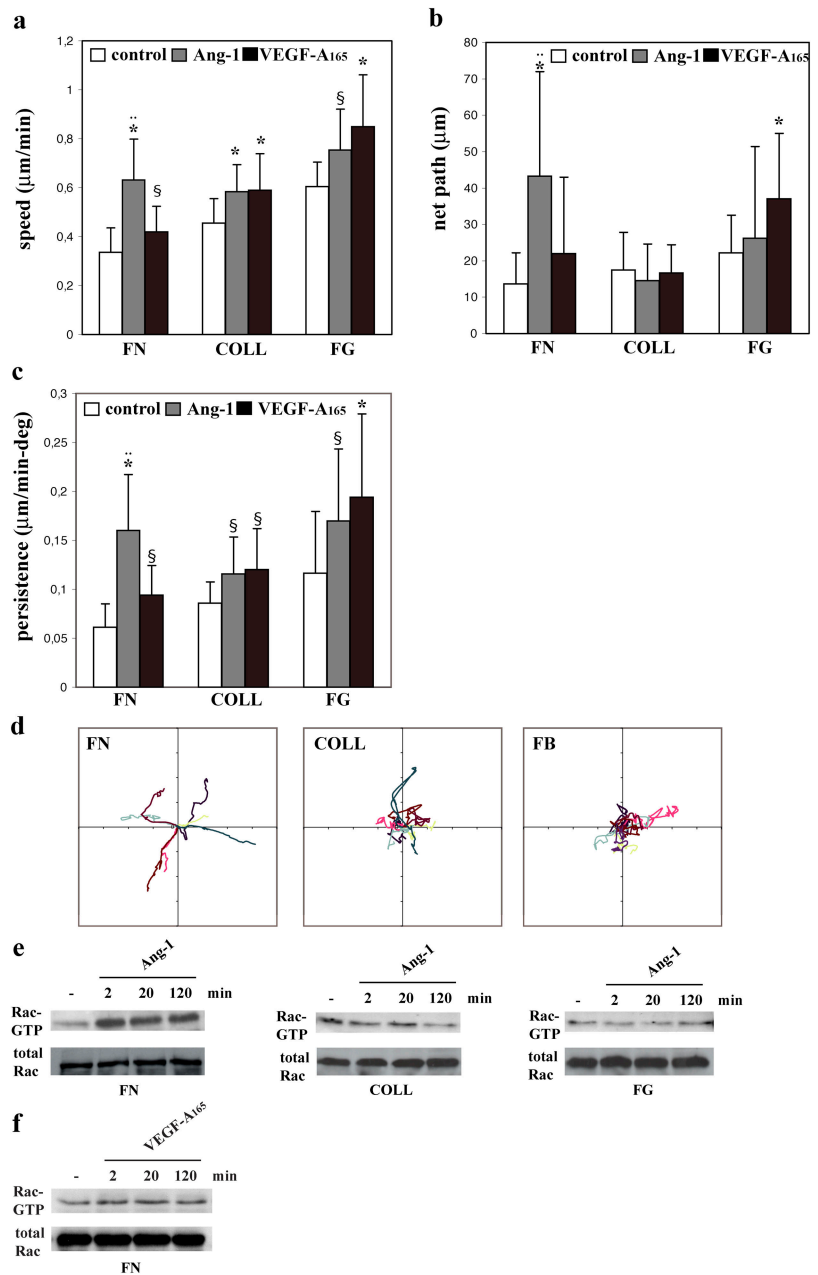 a
1,2
control Ang-1 VEGF-A165
*
§
*
1
0,8
0,6
0,4
0,2
0
speed (μm/min)
¨
*
§
*
*
FN COLL FG
b
80
control Ang-1 VEGF-A165
70
60
50
40
30
20
10
0
net path (μm)
¨
*
*
FN COLL FG
c
0,3
control Ang-1 VEGF-A165
0,25
0,2
0,15
0,1
0,05
0
persistence (μm/min-deg)
¨
*
§
§
§
§
*
FN COLL FG
d
FN
COLL
FB
e
Ang-1
- 2 20 120 min
Rac-
GTP
total
Rac
FN
Ang-1
- 2 20 120 min
Rac-
GTP
total
Rac
COLL
Ang-1
- 2 20 120 min
Rac-
GTP
total
Rac
FG
f
VEGF-A165
- 2 20 120 min
Rac-
GTP
total
Rac
FN